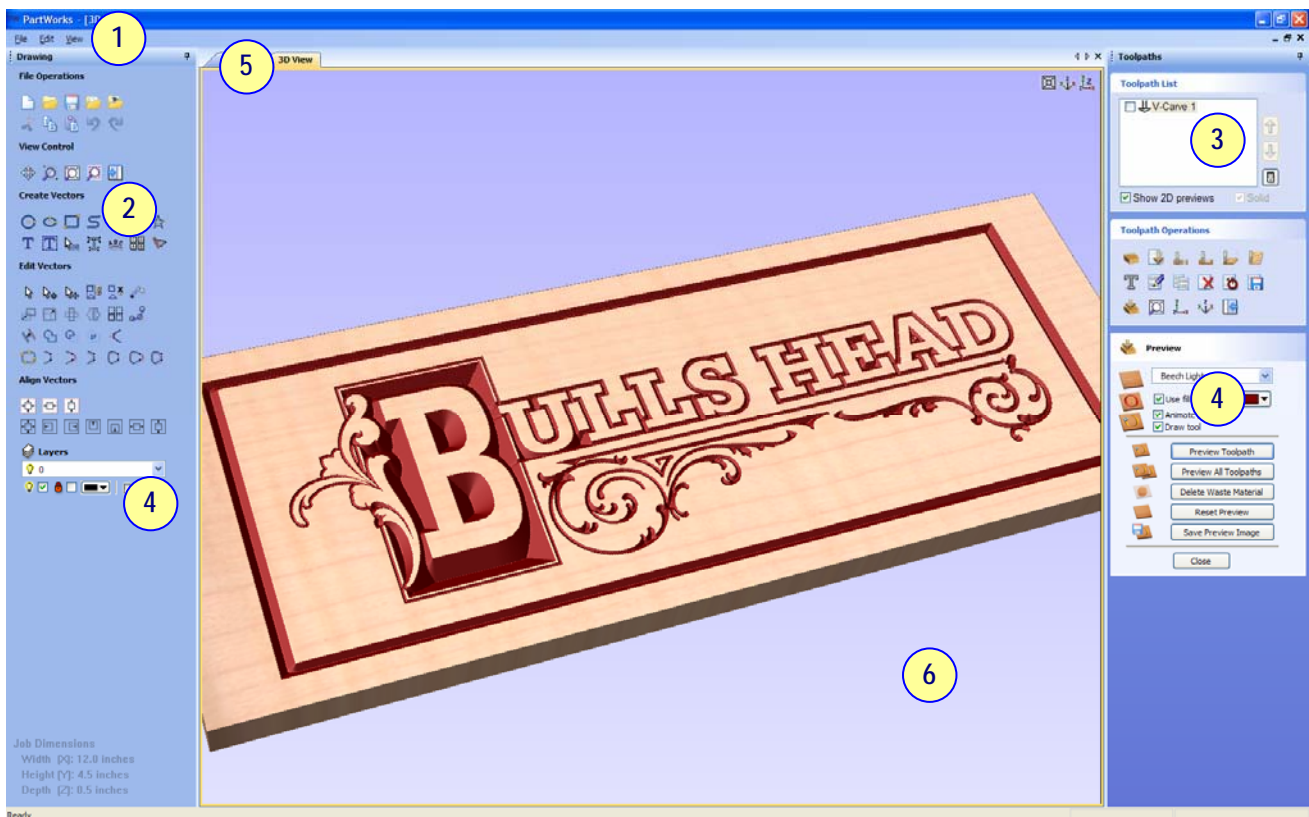 PartWorks - [3D
File Edit View
1
Drawing
File Operations
View Control
Create Vectors
2
Edit Vectors
Align Vectors
Layers
0
4
Job Dimensions
Width [X]: 12.0 inches
Height [Y]: 4.5 inches
Depth [Z]: 0.5 inches
Ready
5
3D View
BULLS HEAD
6
Toolpaths
Toolpath List
V-Carve 1
3
Show 2D previews Solid
Toolpath Operations
Preview
Beech Light
Use fil
4
Animate
Draw tool
Preview Toolpath
Preview All Toolpaths
Delete Waste Material
Reset Preview
Save Preview Image
Close